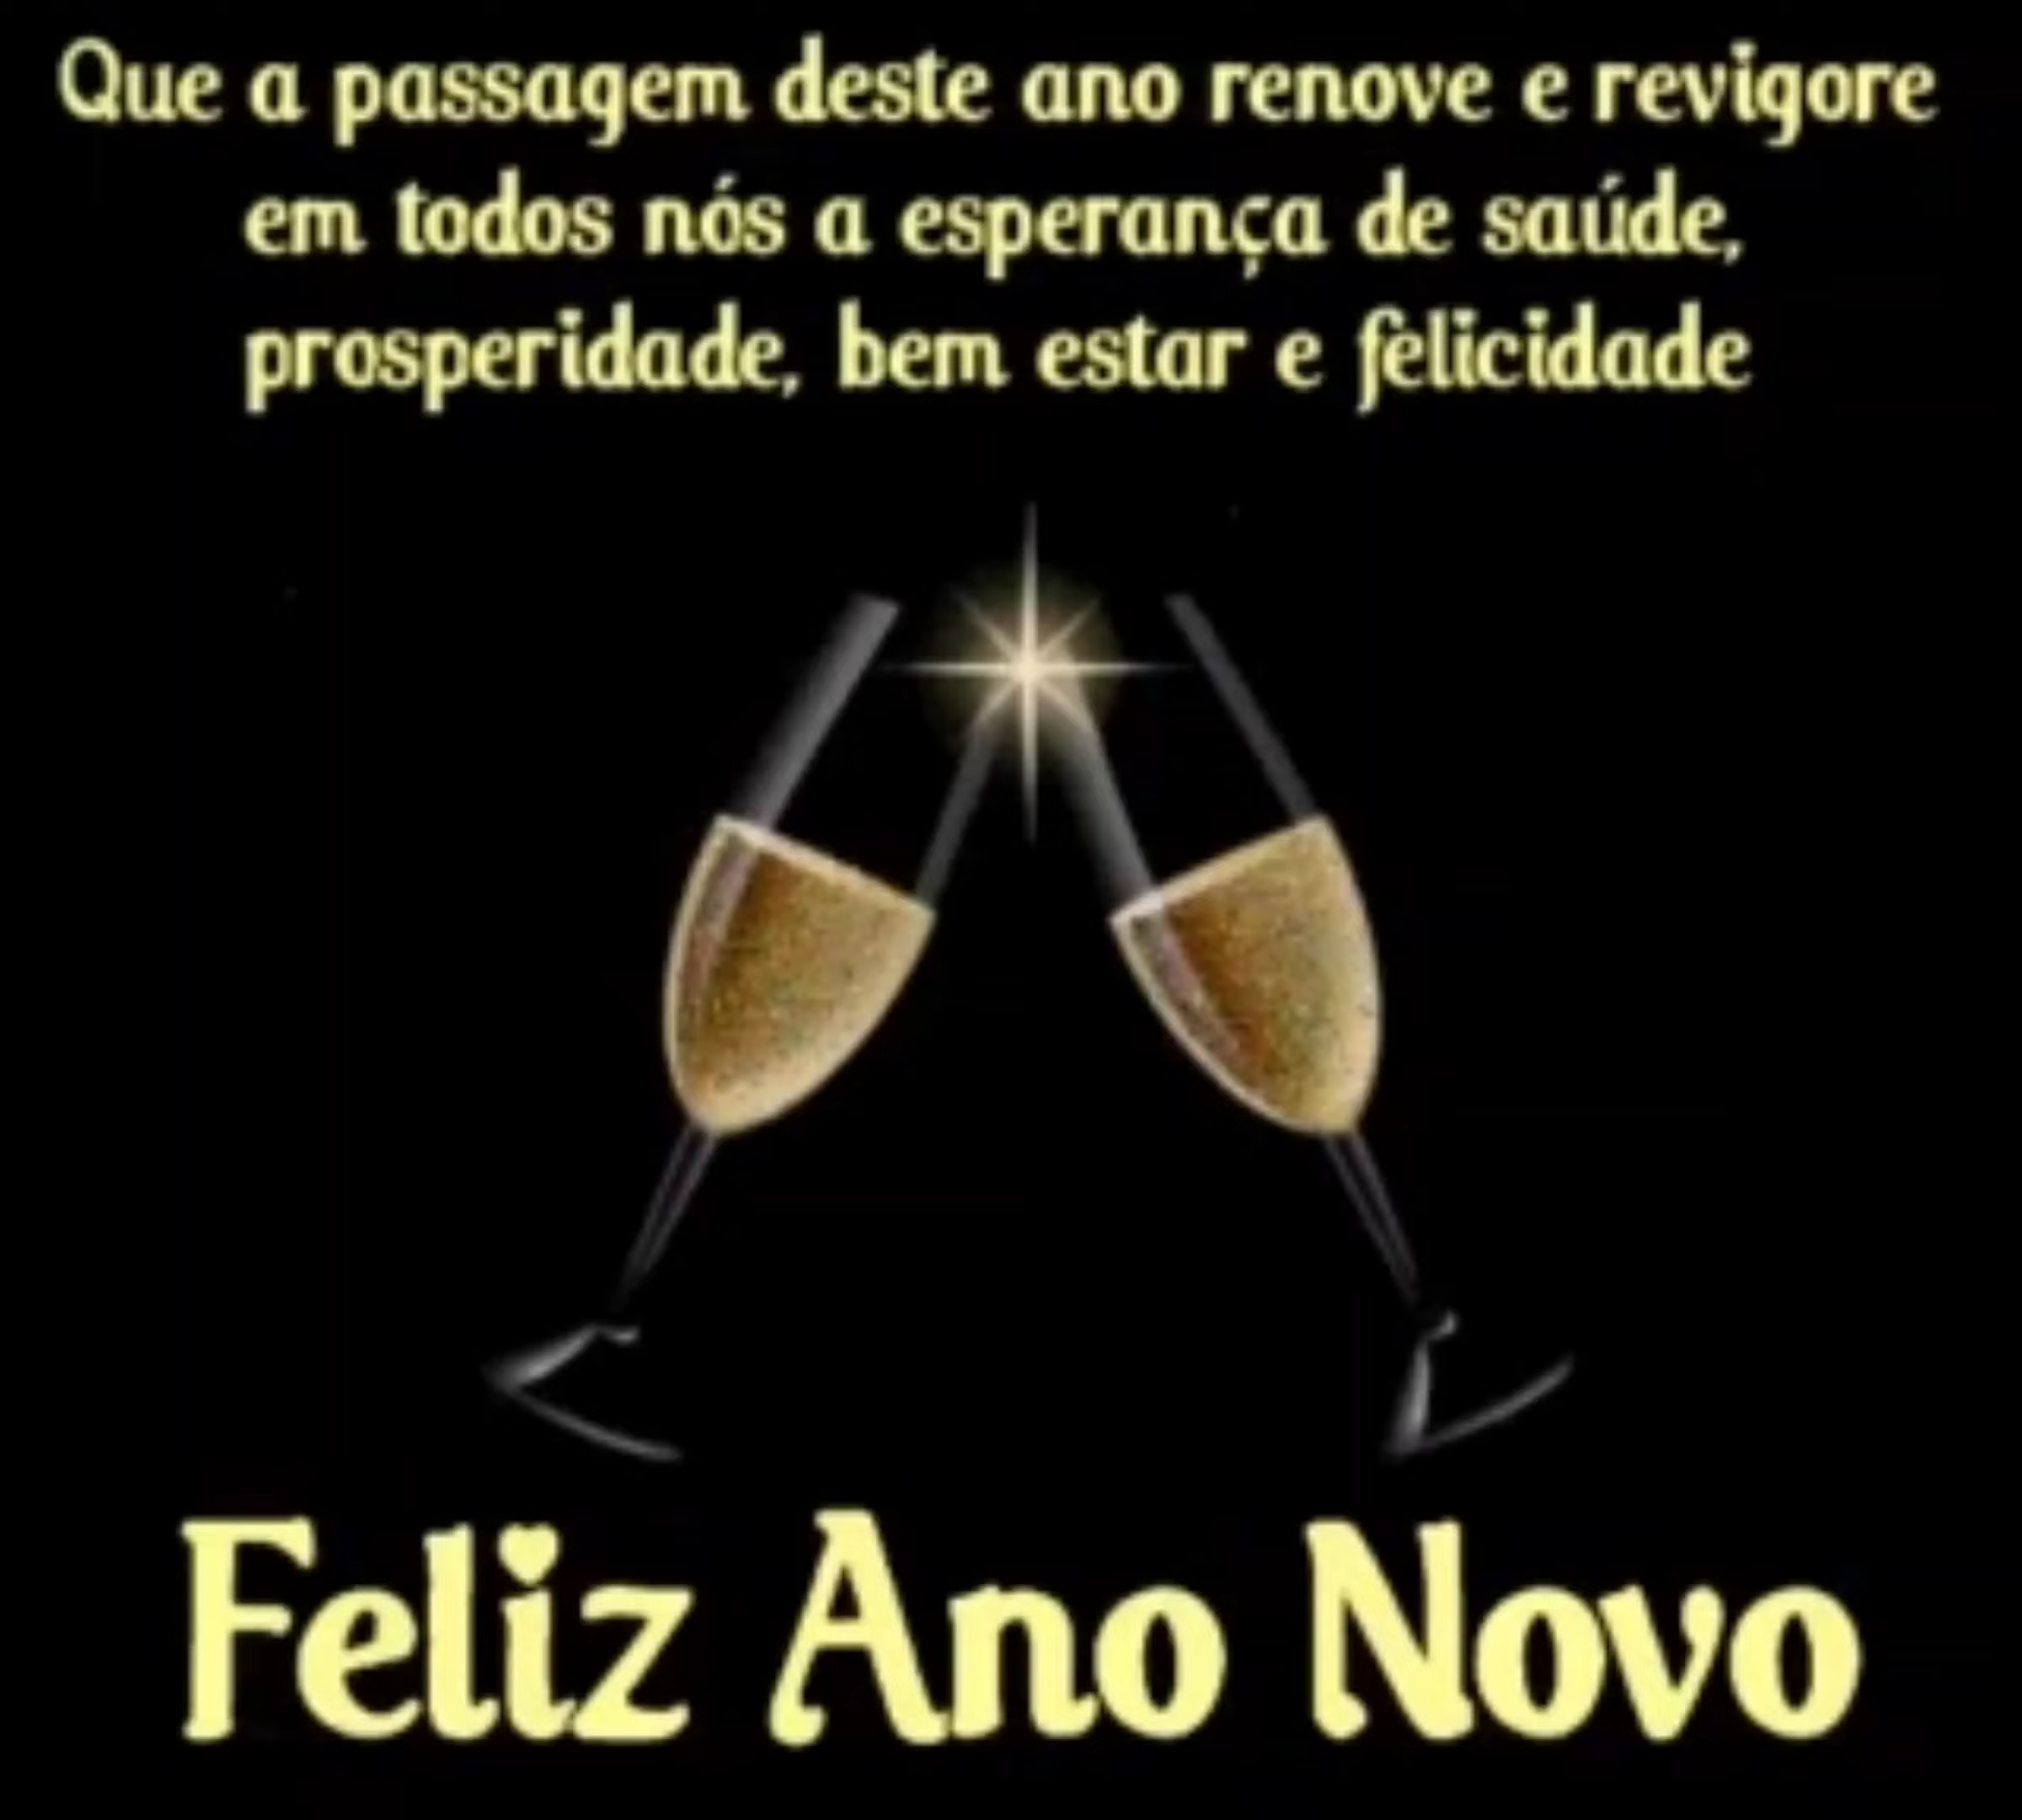 Que a passagem deste ano renove e revigore
em todos nós a esperança de saúde,
prosperidade, bem estar e felicidade
Feliz Ano Novo